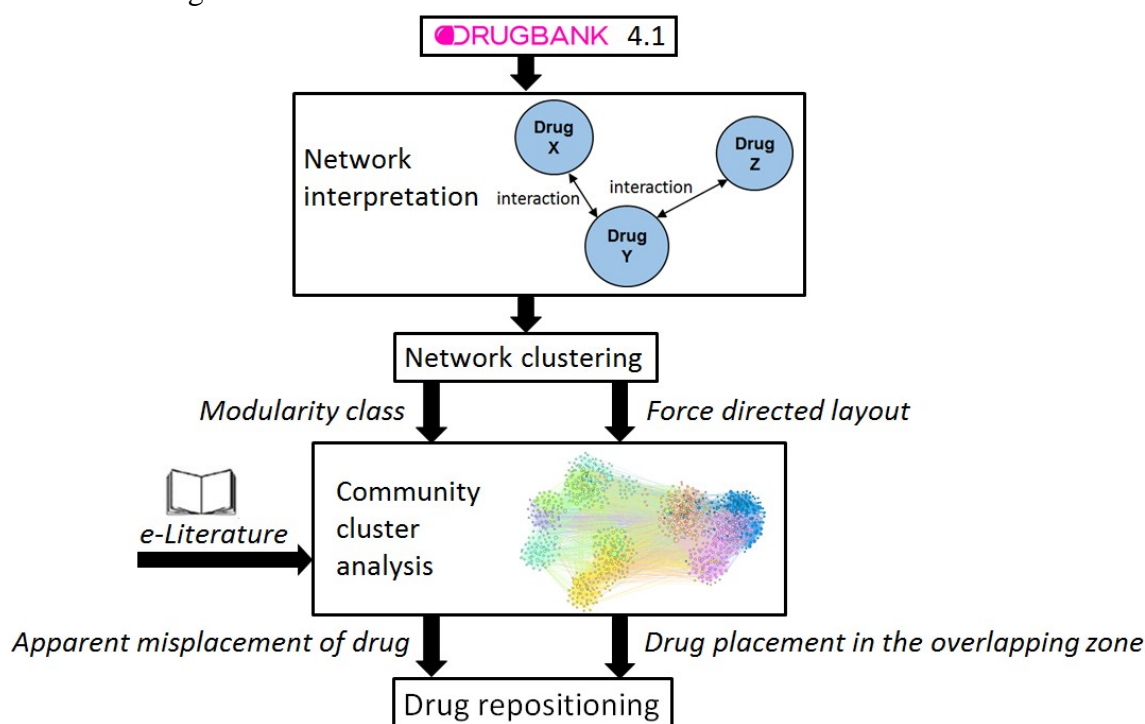 DRUGBANK 4.1
Network
interpretation
Drug
X
Drug
Z
interaction
interaction
Drug
Y
Network clustering
Modularity class
Force directed layout
e-Literature
Community
cluster
analysis
Apparent misplacement of drug
Drug placement in the overlapping zone
Drug repositioning